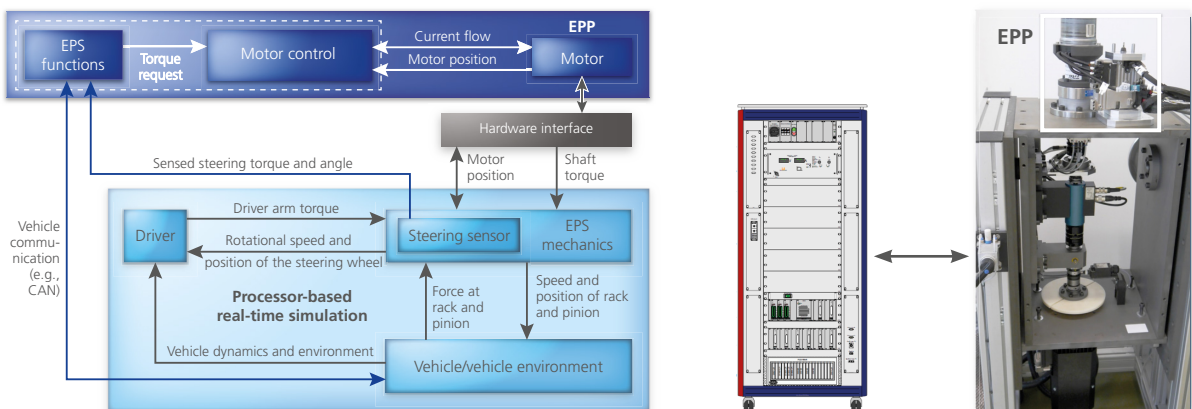 EPP
EPS
functions
Torque
request
Motor control
Current flow
Motor position
Motor
Hardware interface
Sensed steering torque and angle
Motor
position
Shaft
torque
Vehicle
commu-
nication
(e.g.,
CAN)
Driver
Driver arm torque
Rotational speed and
position of the steering wheel
Steering sensor
EPS
mechanics
Processor-based
real-time simulation
Force at
rack and
pinion
Speed and
position of rack
and pinion
Vehicle dynamics and environment
Vehicle/vehicle environment
EPP